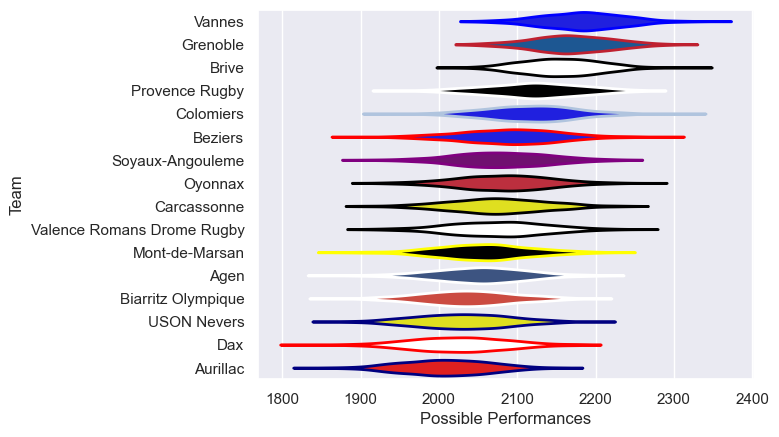 Vannes
Grenoble
Brive
Provence Rugby
Colomiers
Beziers
Soyaux-Angouleme
Oyonnax
Carcassonne
Valence Romans Drome Rugby
Mont-de-Marsan
Agen
Biarritz Olympique
USON Nevers
Dax
Aurillac
Team
1800 1900 2000 2100 2200 2300 2400
Possible Performances